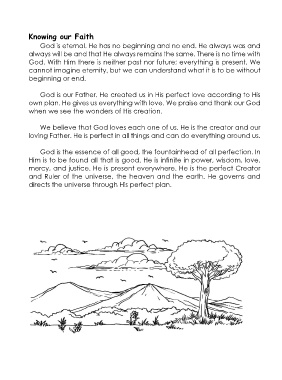 Knowing our Faith
God is eternal. He has no beginning and no end. He always was and
always will be and that He always remains the same. There is no time with
God. With Him there is neither past nor future; everything is present. We
cannot imagine eternity, but we can understand what it is to be without
beginning or end.
God is our Father. He created us in His perfect love according to His
own plan. He gives us everything with love. We praise and thank our God
when we see the wonders of His creation.
We believe that God loves each one of us. He is the creator and our
loving Father. He is perfect in all things and can do everything around us.
God is the essence of all good, the fountainhead of all perfection. In
Him is to be found all that is good. He is infinite in power, wisdom, love,
mercy, and justice. He is present everywhere. He is the perfect Creator
and Ruler of the universe, the heaven and the earth. He governs and
directs the universe through His perfect plan.